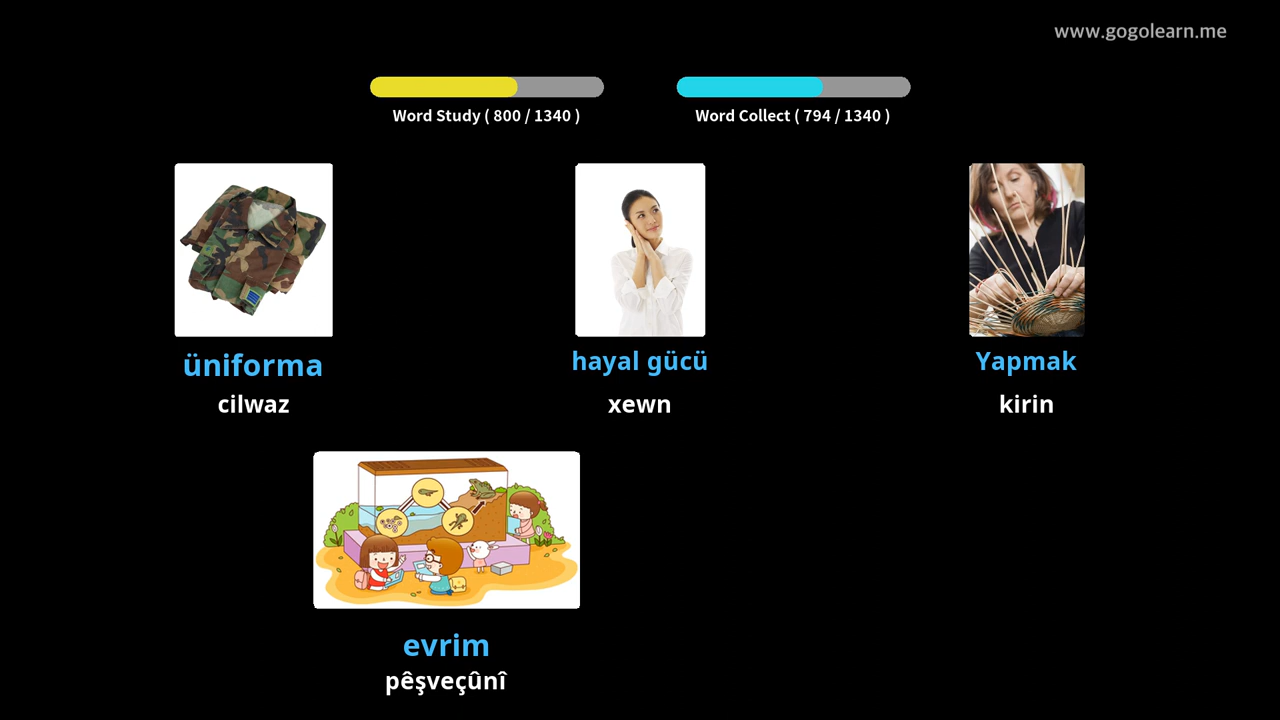 www.gogolearn.me
Word Study ( 800 / 1340 )
Word Collect ( 794 / 1340 )
üniforma
hayal gücü
Yapmak
cilwaz
xewn
kirin
evrim
pêşveçûnî